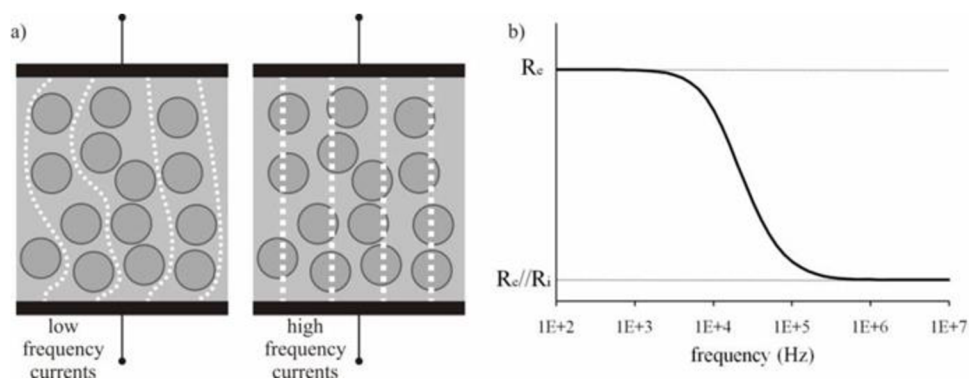 a)
low
frequency
currents
high
frequency
currents
b)
Re
Re//Ri
1E+2 1E+3 1E+4 1E+5 1E+6 1E+7
frequency (Hz)